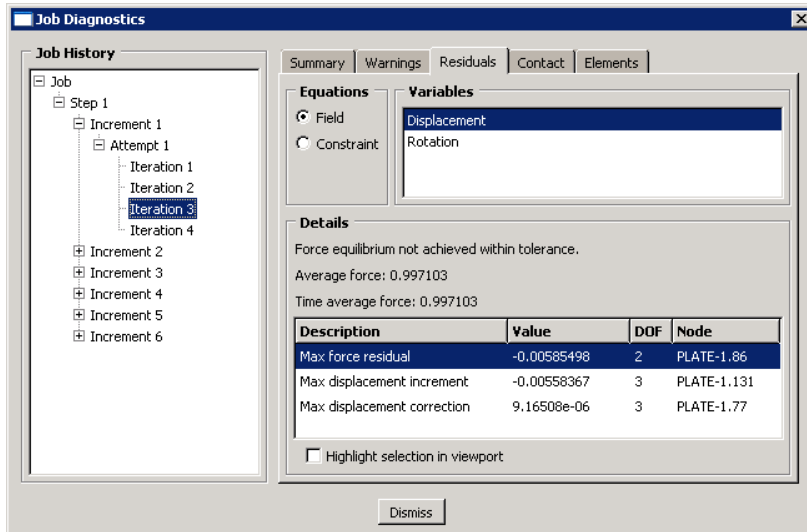 Job Diagnostics
Job History
Job
Step 1
Increment 1
Attempt 1
Iteration 1
Iteration 2
Iteration 3
Iteration 4
Increment 2
Increment 3
Increment 4
Increment 5
Increment 6
Summary Warnings Residuals Contact Elements
Equations
Field
Constraint
Variables
Displacement
Rotation
Details
Force equilibrium not achieved within tolerance.
Average force: 0.997103
Time average force: 0.997103
Description Value DOF Node
Max force residual -0.00585498 2 PLATE-1.86
Max displacement increment -0.00558367 3 PLATE-1.131
Max displacement correction 9.16508e-06 3 PLATE-1.77
Highlight selection in viewport
Dismiss